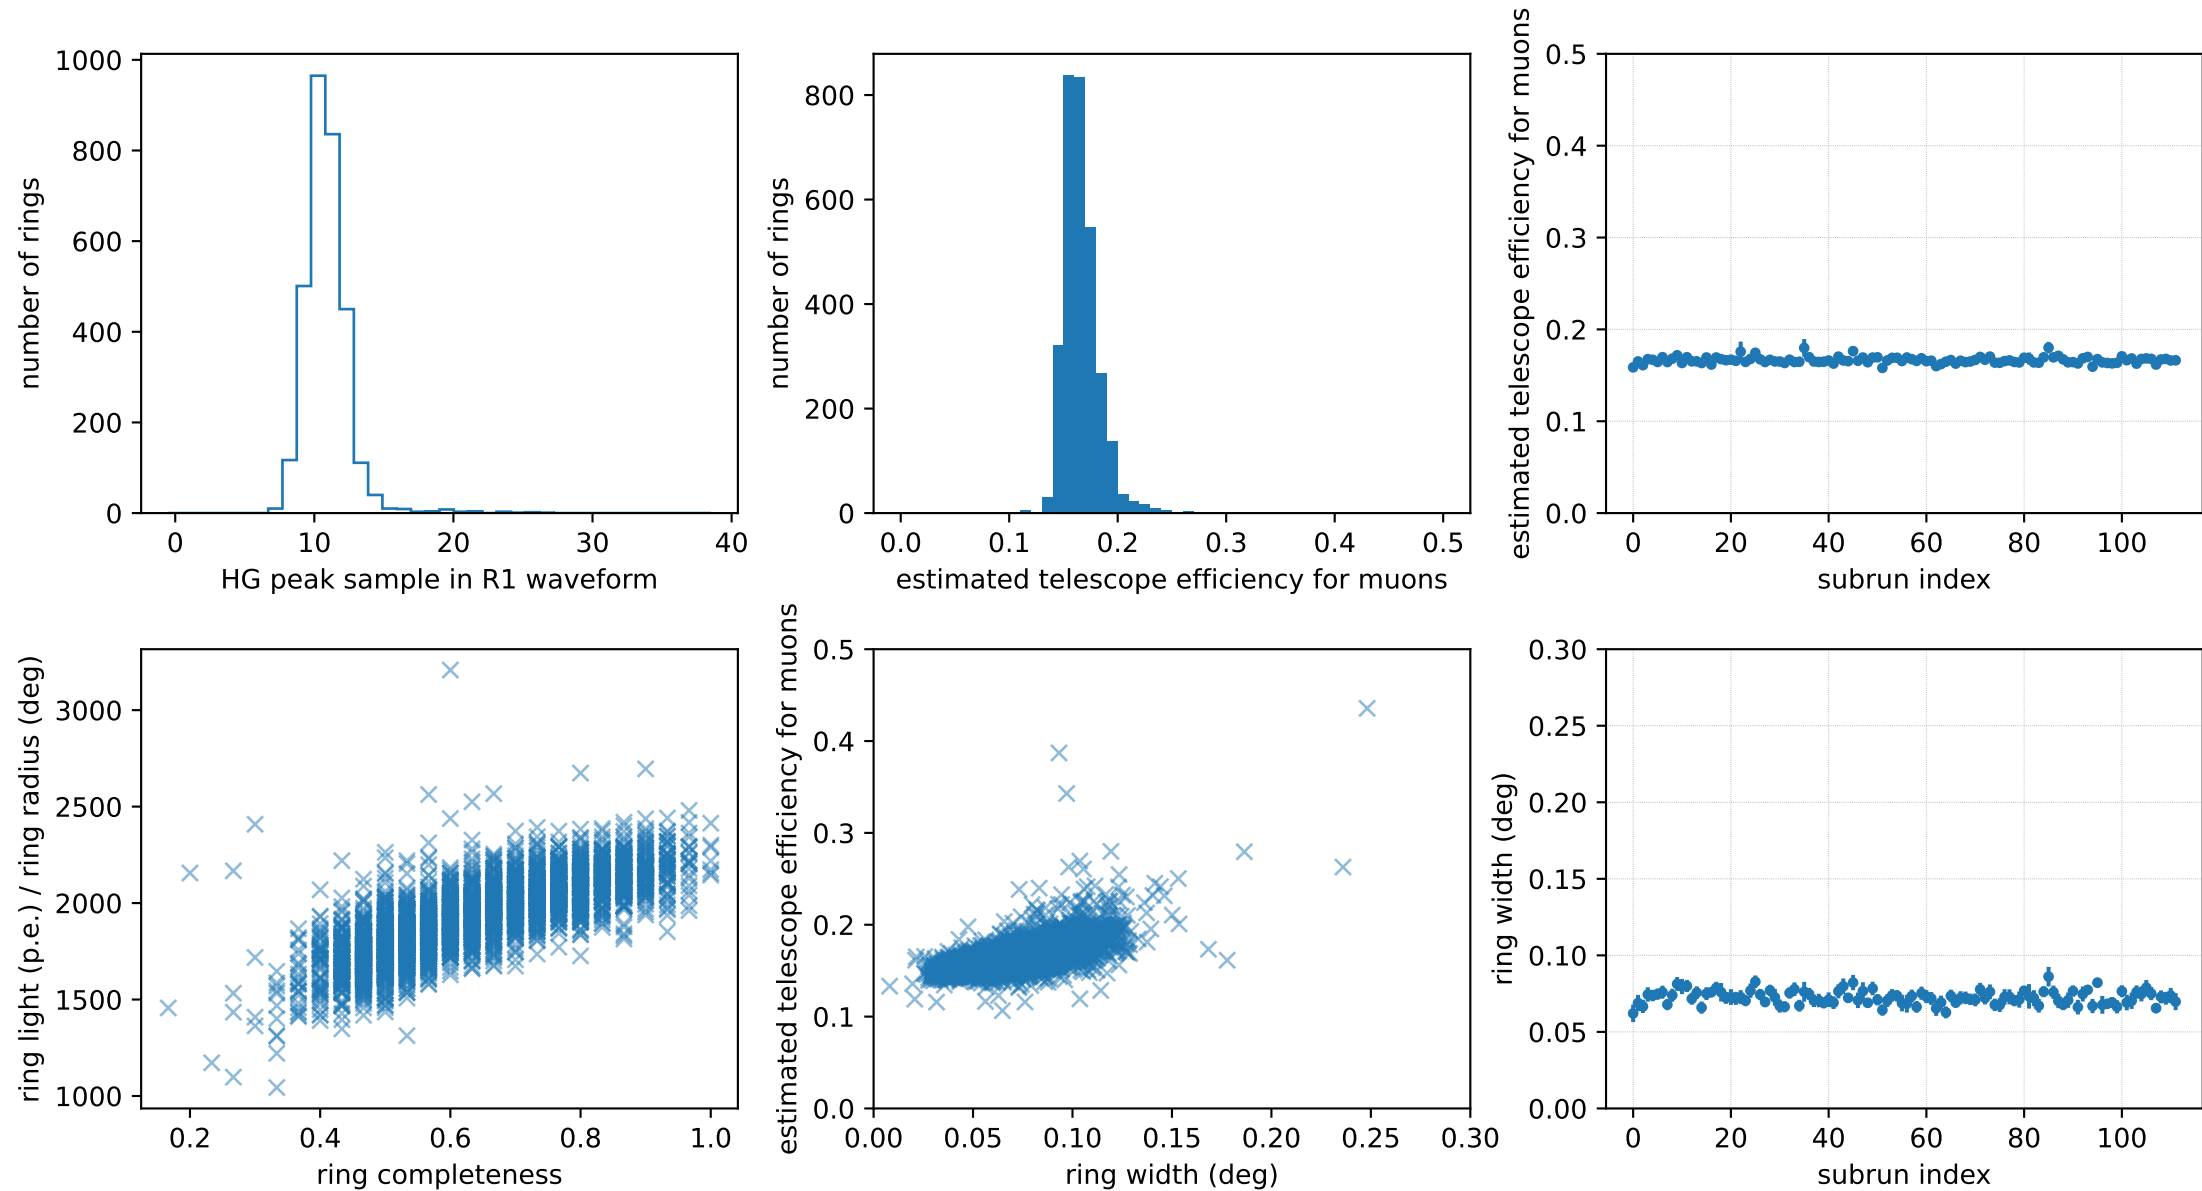 number of rings
1000
800
600
400
200
0
0 10 20 30 40
HG peak sample in R1 waveform
number of rings
800
600
400
200
0
0.0 0.1 0.2 0.3 0.4 0.5
estimated telescope efficiency for muons
estimated telescope efficiency for muons
0.5
0.4
0.3
0.2
0.1
0.0
0 20 40 60 80 100
subrun index
ring light (p.e.) / ring radius (deg)
3000
2500
2000
1500
1000
0.2 0.4 0.6 0.8 1.0
ring completeness
estimated telescope efficiency for muons
0.5
0.4
0.3
0.2
0.1
0.0
0.00 0.05 0.10 0.15 0.20 0.25 0.30
ring width (deg)
ring width (deg)
0.30
0.25
0.20
0.15
0.10
0.05
0.00
0 20 40 60 80 100
subrun index